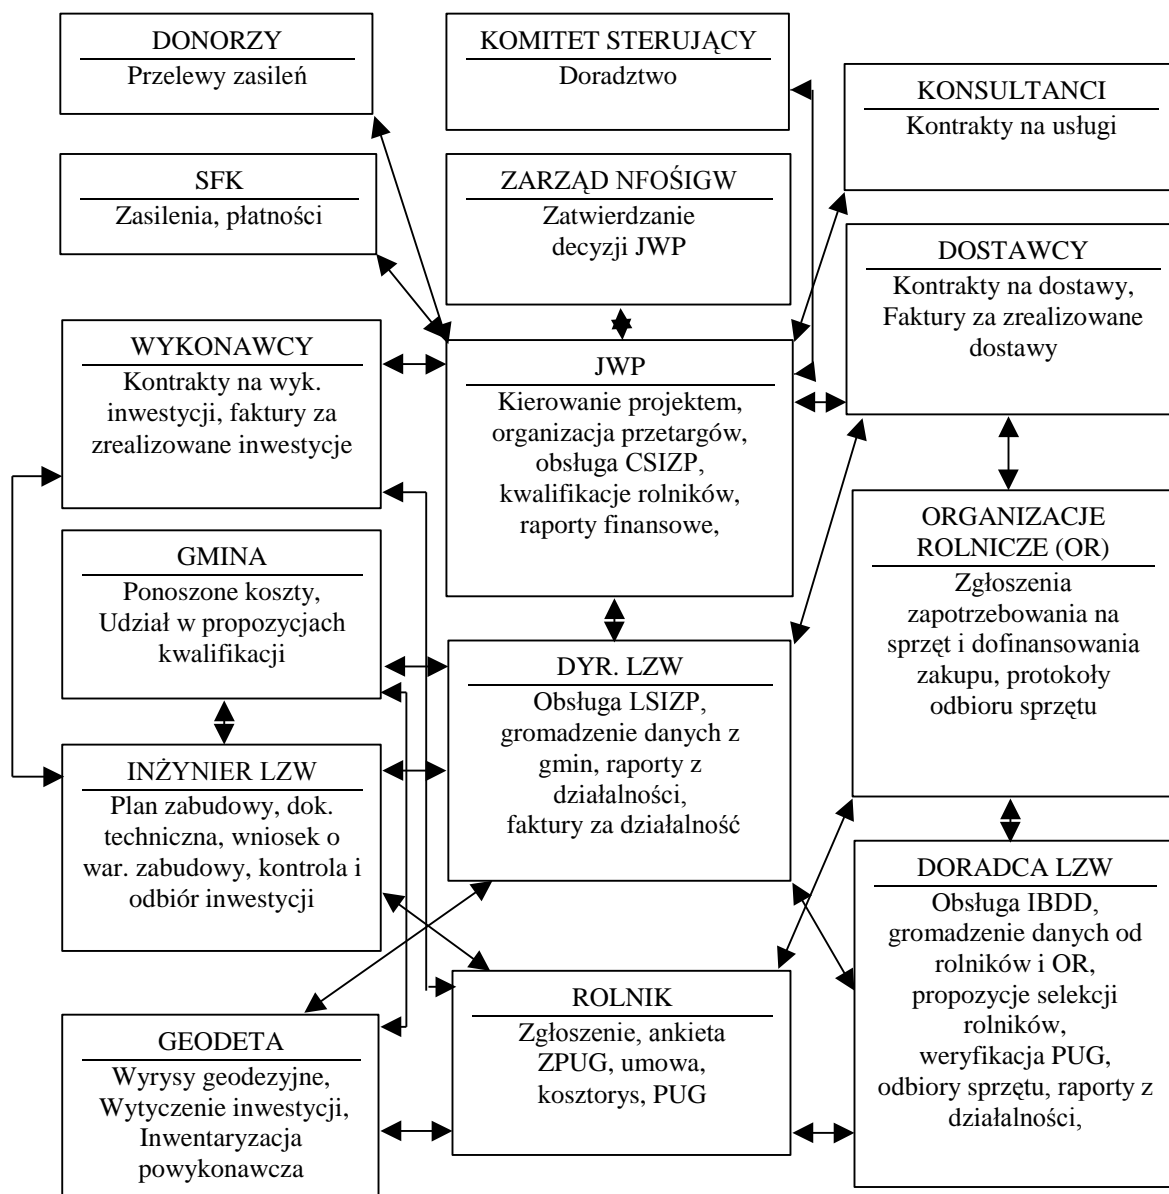 DONORZY
Przelewy zasileń
KOMITET STERUJĄCY
Doradztwo
KONSULTANCI
Kontrakty na usługi
SFK
Zasilenia, płatności
ZARZĄD NFOŚIGW
Zatwierdzanie
decyzji JWP
DOSTAWCY
Kontrakty na dostawy,
Faktury za zrealizowane
dostawy
WYKONAWCY
Kontrakty na wyk.
inwestycji, faktury za
zrealizowane inwestycje
JWP
Kierowanie projektem,
organizacja przetargów,
obsługa CSIZP,
kwalifikacje rolników,
raporty finansowe,
ORGANIZACJE
ROLNICZE (OR)
Zgłoszenia
zapotrzebowania na
sprzęt i dofinansowania
zakupu, protokoły
odbioru sprzętu
GMINA
Ponoszone koszty,
Udział w propozycjach
kwalifikacji
DYR. LZW
Obsługa LSIZP,
gromadzenie danych z
gmin, raporty z
działalności,
faktury za działalność
INŻYNIER LZW
Plan zabudowy, dok.
techniczna, wniosek o
war. zabudowy, kontrola i
odbiór inwestycji
DORADCA LZW
Obsługa IBDD,
gromadzenie danych od
rolników i OR,
propozycje selekcji
rolników,
weryfikacja PUG,
odbiory sprzętu, raporty z
działalności,
GEODETA
Wyrysy geodezyjne,
Wytyczenie inwestycji,
Inwentaryzacja
powykonawcza
ROLNIK
Zgłoszenie, ankieta
ZPUG, umowa,
kosztorys, PUG